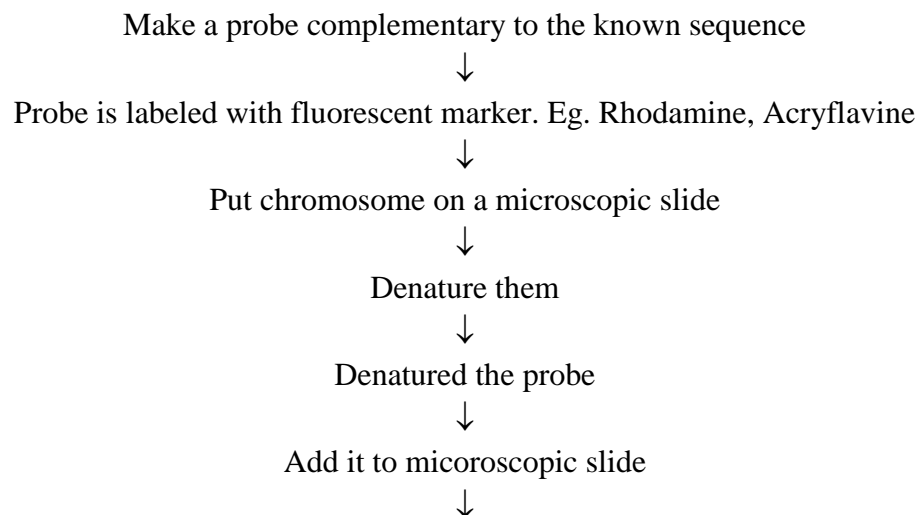 Make a probe complementary to the known sequence
↓
Probe is labeled with fluorescent marker. Eg. Rhodamine, Acryflavine
↓
Put chromosome on a microscopic slide
↓
Denature them
↓
Denatured the probe
↓
Add it to micoroscopic slide
↓